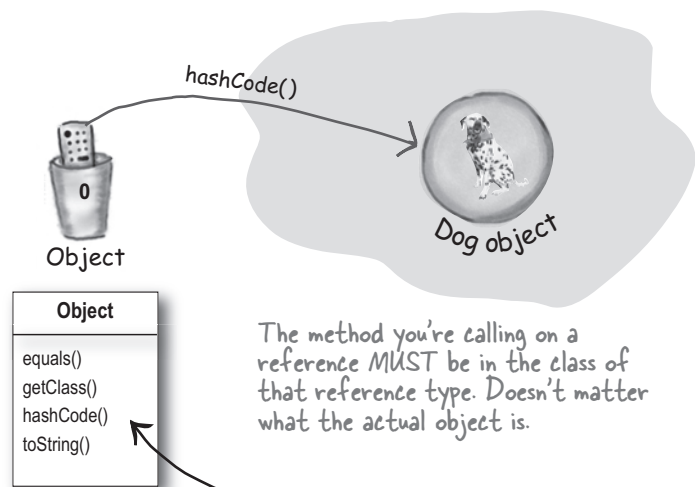 hashCode()
0
Object
Dog object
Object
equals()
getClass()
hashCode()
toString()
The method you're calling on a
reference MUST be in the class of
that reference type. Doesn't matter
what the actual object is.